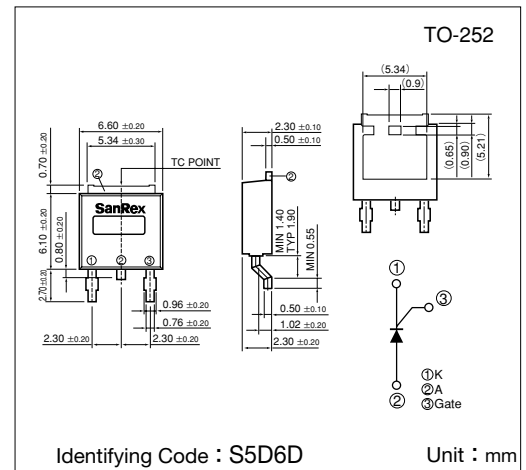 TO-252
6.60 ±0.20
5.34 ±0.30
0.70 ±0.20
TC POINT
②
SanRex
6.10 ±0.20
0.80 ±0.20
① ② ③
2.70±0.20
0.96 ±0.20
0.76 ±0.20
2.30 ±0.20
2.30 ±0.20
2.30 ±0.10
0.50 ±0.10
②
MIN 1.40
TYP 1.90
MIN 0.55
0.50 ±0.10
1.02 ±0.20
2.30 ±0.20
(5.34)
(0.9)
(0.65)
(0.90)
(5.21)
①
③
②
①K
②A
③Gate
Identifying Code：S5D6D
Unit：mm